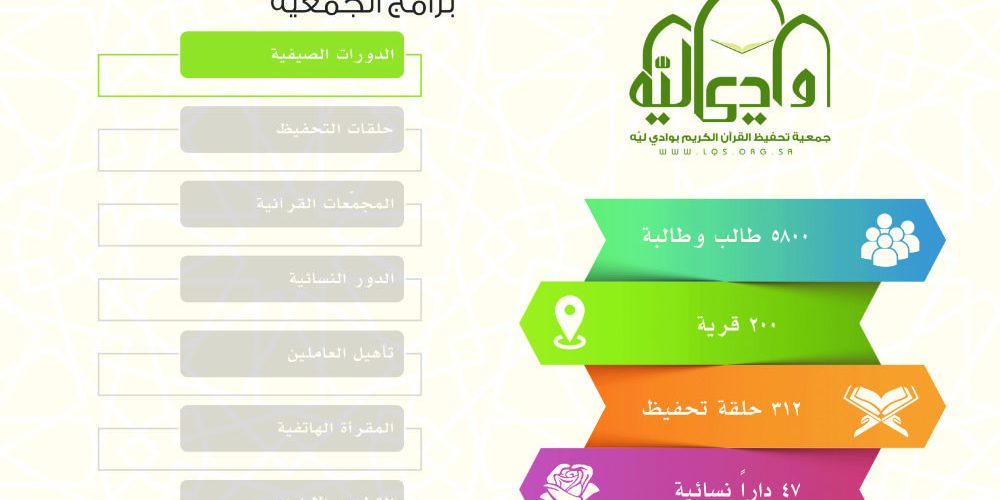 برامج الجمعية
الدورات الصيفية
حلقات التحفيظ
المجمّعات القرآنية
الدور النسائية
تأهيل العاملين
المقرأة الهاتفية
وادي ليّه
جمعية تحفيظ القرآن الكريم بوادي ليّه
WWW.LQS.ORG.SA
٥٨٠٠ طالب وطالبة
٢٠٠ قرية
٣١٢ حلقة تحفيظ
٤٧ داراً نسائية